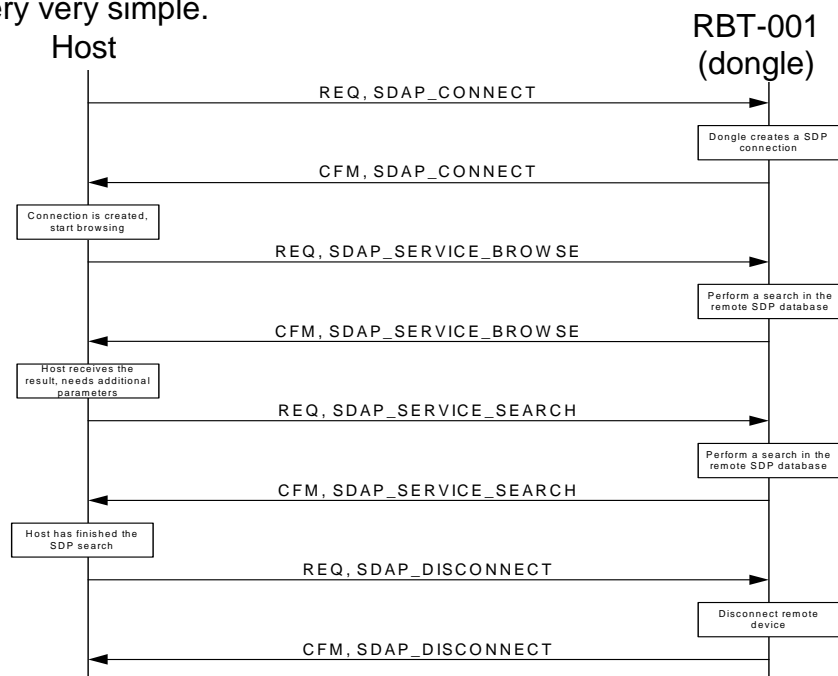 ery very simple.
Host
RBT-001
(dongle)
REQ, SDAP_CONNECT
Dongle creates a SDP
connection
CFM, SDAP_CONNECT
Connection is created,
start browsing
REQ, SDAP_SERVICE_BROWSE
Perform a search in the
remote SDP database
CFM, SDAP_SERVICE_BROWSE
Host receives the
result, needs additional
parameters
REQ, SDAP_SERVICE_SEARCH
Perform a search in the
remote SDP database
CFM, SDAP_SERVICE_SEARCH
Host has finished the
SDP search
REQ, SDAP_DISCONNECT
Disconnect remote
device
CFM, SDAP_DISCONNECT